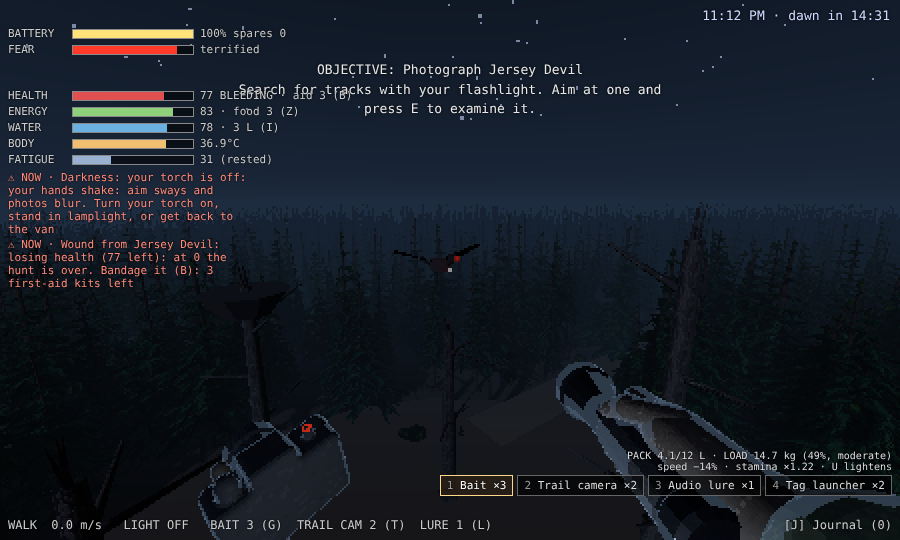 11:12 PM · dawn in 14:31
BATTERY 100% spares 0
FEAR terrified
OBJECTIVE: Photograph Jersey Devil
Search for tracks with your flashlight. Aim at one and
press E to examine it.
HEALTH 77 BLEEDING · aid 3 (B)
ENERGY 83 · food 3 (Z)
WATER 78 · 3 L (I)
BODY 36.9°C
FATIGUE 31 (rested)
⚠ NOW · Darkness: your torch is off:
your hands shake: aim sways and
photos blur. Turn your torch on,
stand in lamplight, or get back to
the van
⚠ NOW · Wound from Jersey Devil:
losing health (77 left): at 0 the
hunt is over. Bandage it (B): 3
first-aid kits left
PACK 4.1/12 L · LOAD 14.7 kg (49%, moderate)
speed −14% · stamina ×1.22 · U lightens
1 Bait ×3 2 Trail camera ×2 3 Audio lure ×1 4 Tag launcher ×2
WALK 0.0 m/s LIGHT OFF BAIT 3 (G) TRAIL CAM 2 (T) LURE 1 (L) [J] Journal (0)